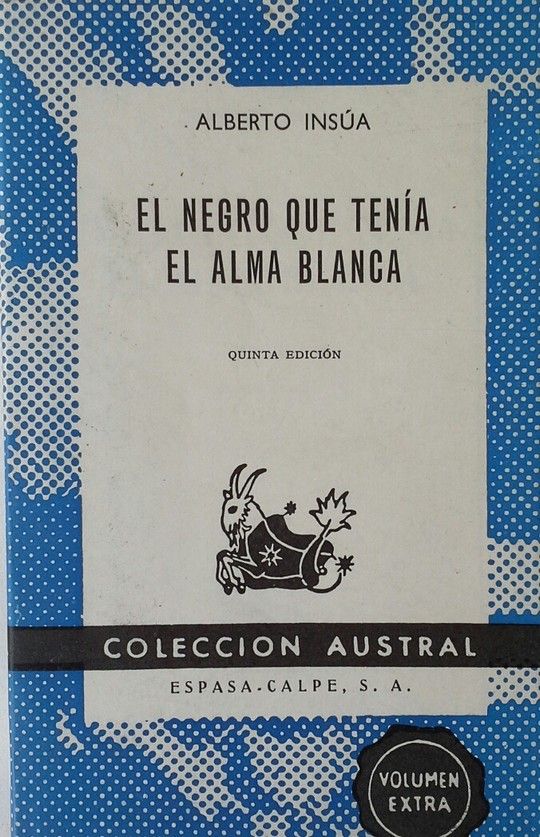 ALBERTO INSÚA
EL NEGRO QUE TENÍA
EL ALMA BLANCA
QUINTA EDICIÓN
COLECCION AUSTRAL
ESPASA-CALPE, S. A.
VOLUMEN
EXTRA